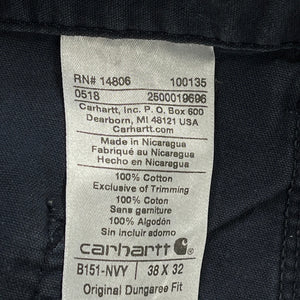 RN# 14806 100135
0518 2500019696
Carhartt, Inc. P.O. Box 600
Dearborn, MI 48121 USA
Carhartt.com
Made in Nicaragua
Fabriqué au Nicaragua
Hecho en Nicaragua
100% Cotton
Exclusive of Trimming
100% Coton
Sans garniture
100% Algodón
Sin incluir adorno
carhartt
B151-NVY 38 X 32
Original Dungaree Fit